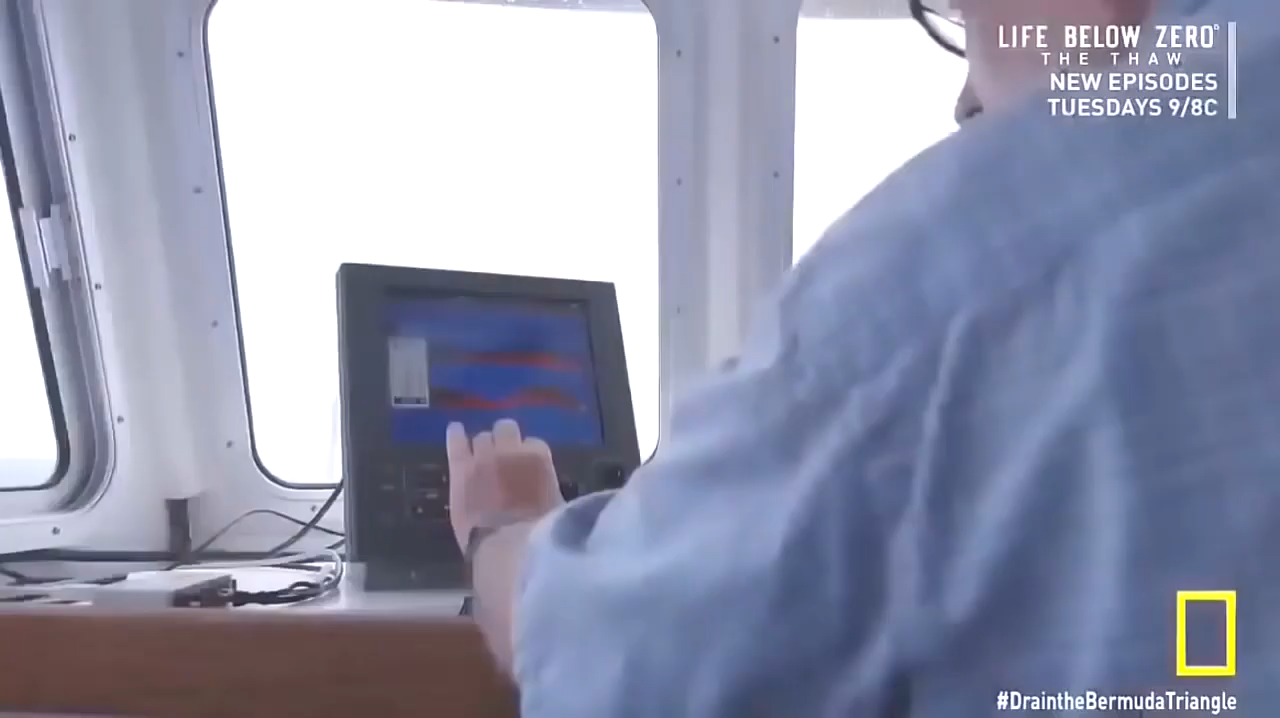 LIFE BELOW ZERO
THE THAW
NEW EPISODES
TUESDAYS 9/8C
#DraintheBermudaTriangle